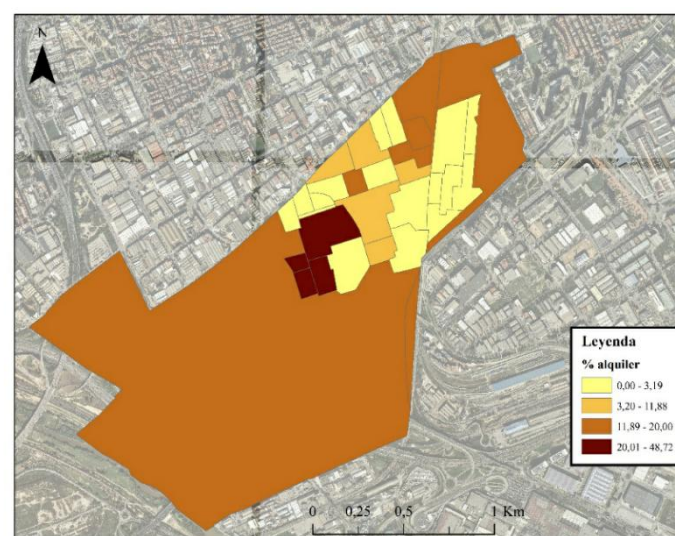 N
Leyenda
% alquiler
0,00 - 3,19
3,20 - 11,88
11,89 - 20,00
20,01 - 48,72
0 0,25 0,5 1 Km